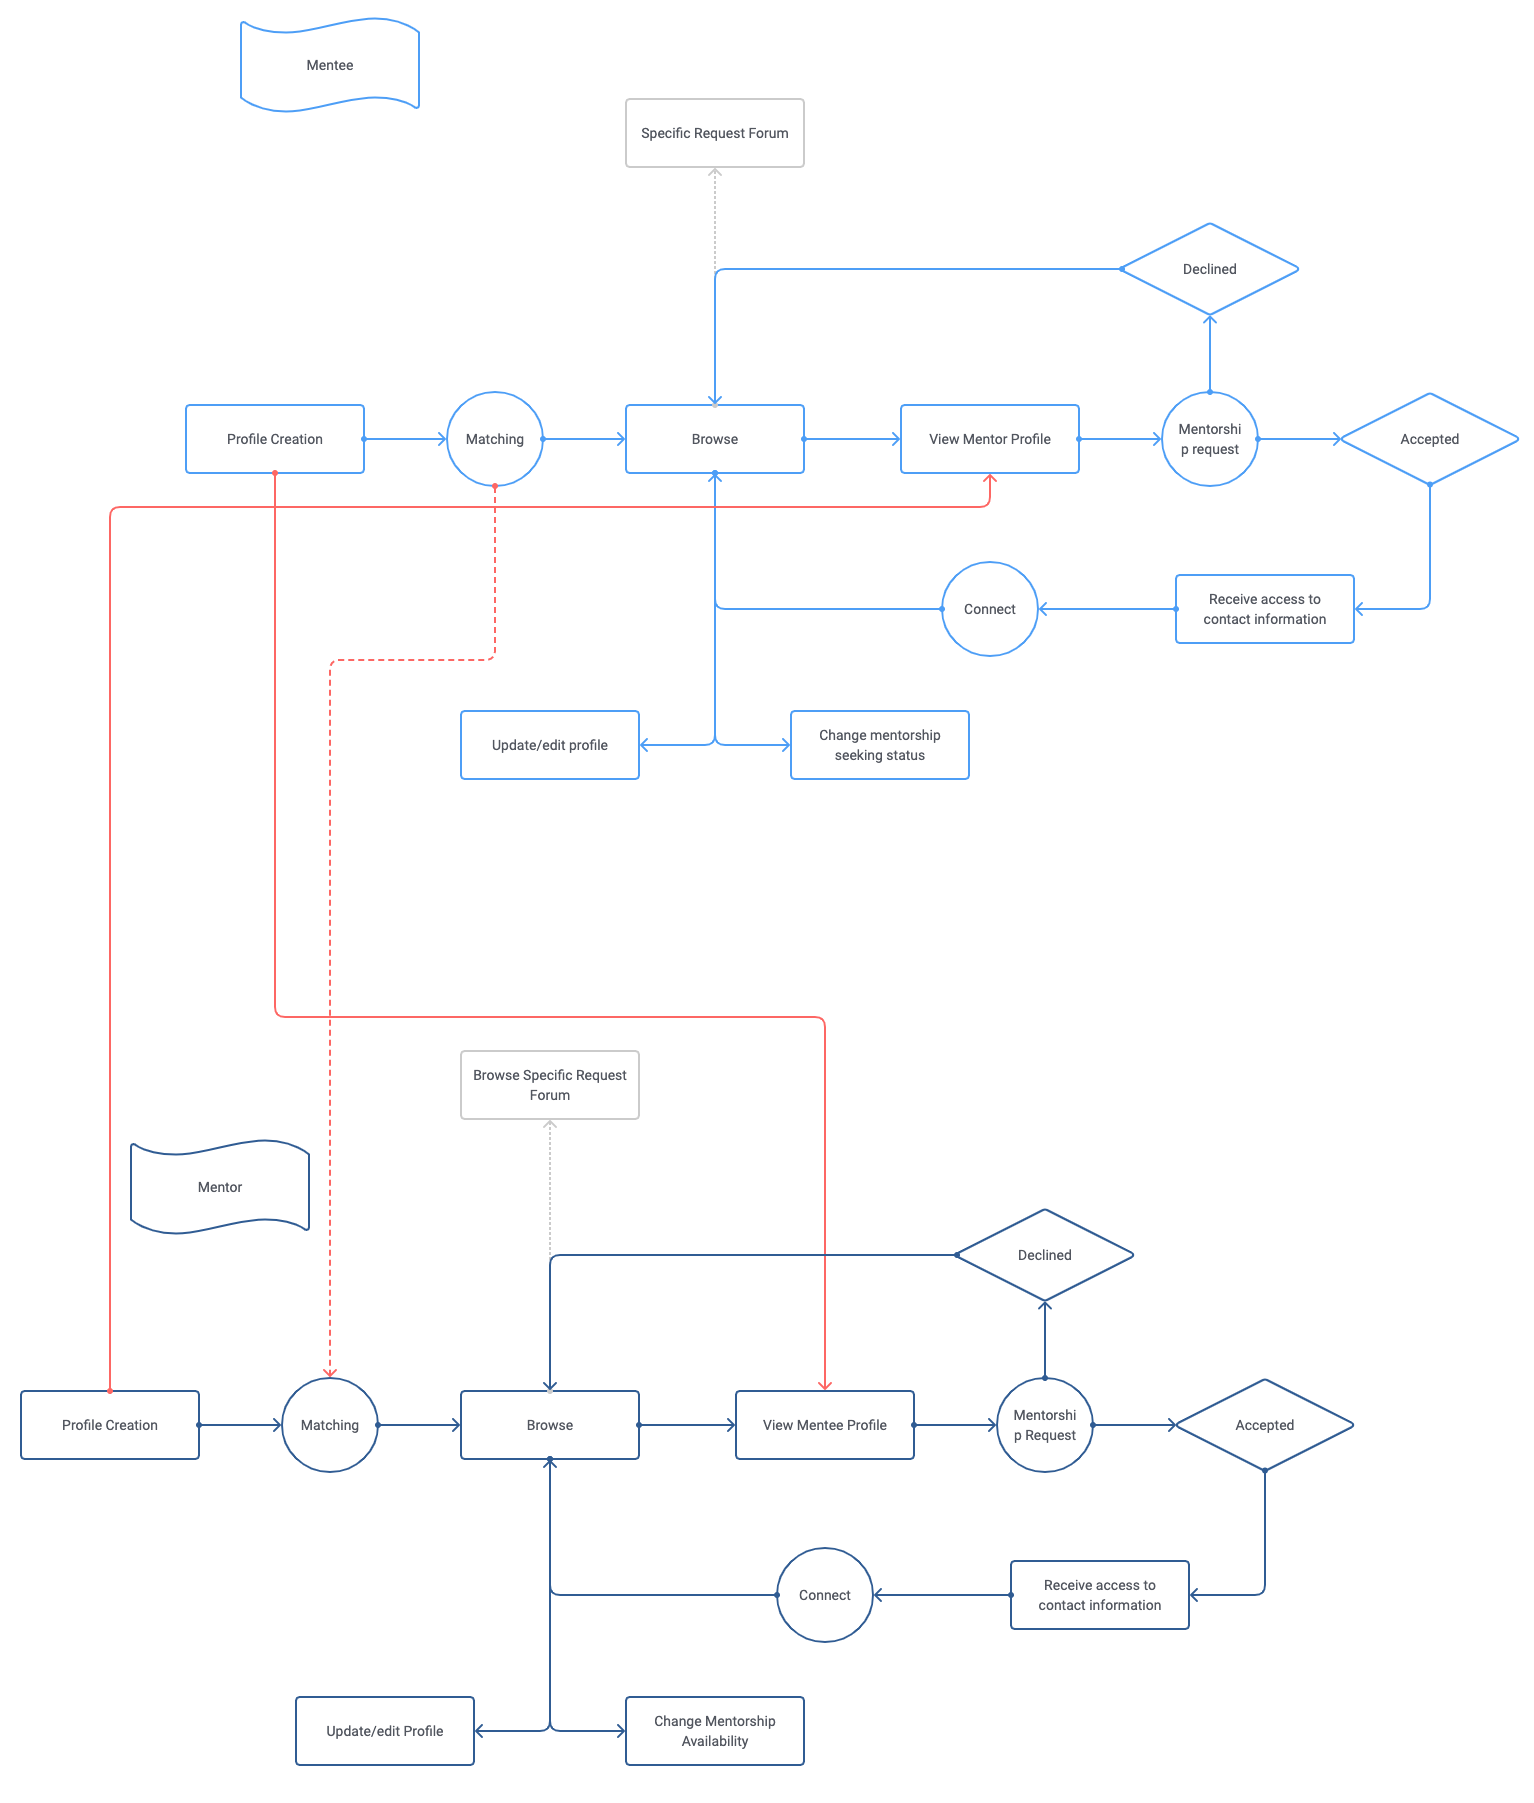 Mentee
Specific Request Forum
Declined
Profile Creation
Matching
Browse
View Mentor Profile
Mentorshi
p request
Accepted
Connect
Receive access to
contact information
Update/edit profile
Change mentorship
seeking status
Browse Specific Request
Forum
Mentor
Declined
Profile Creation
Matching
Browse
View Mentee Profile
Mentorshi
p Request
Accepted
Connect
Receive access to
contact information
Update/edit Profile
Change Mentorship
Availability